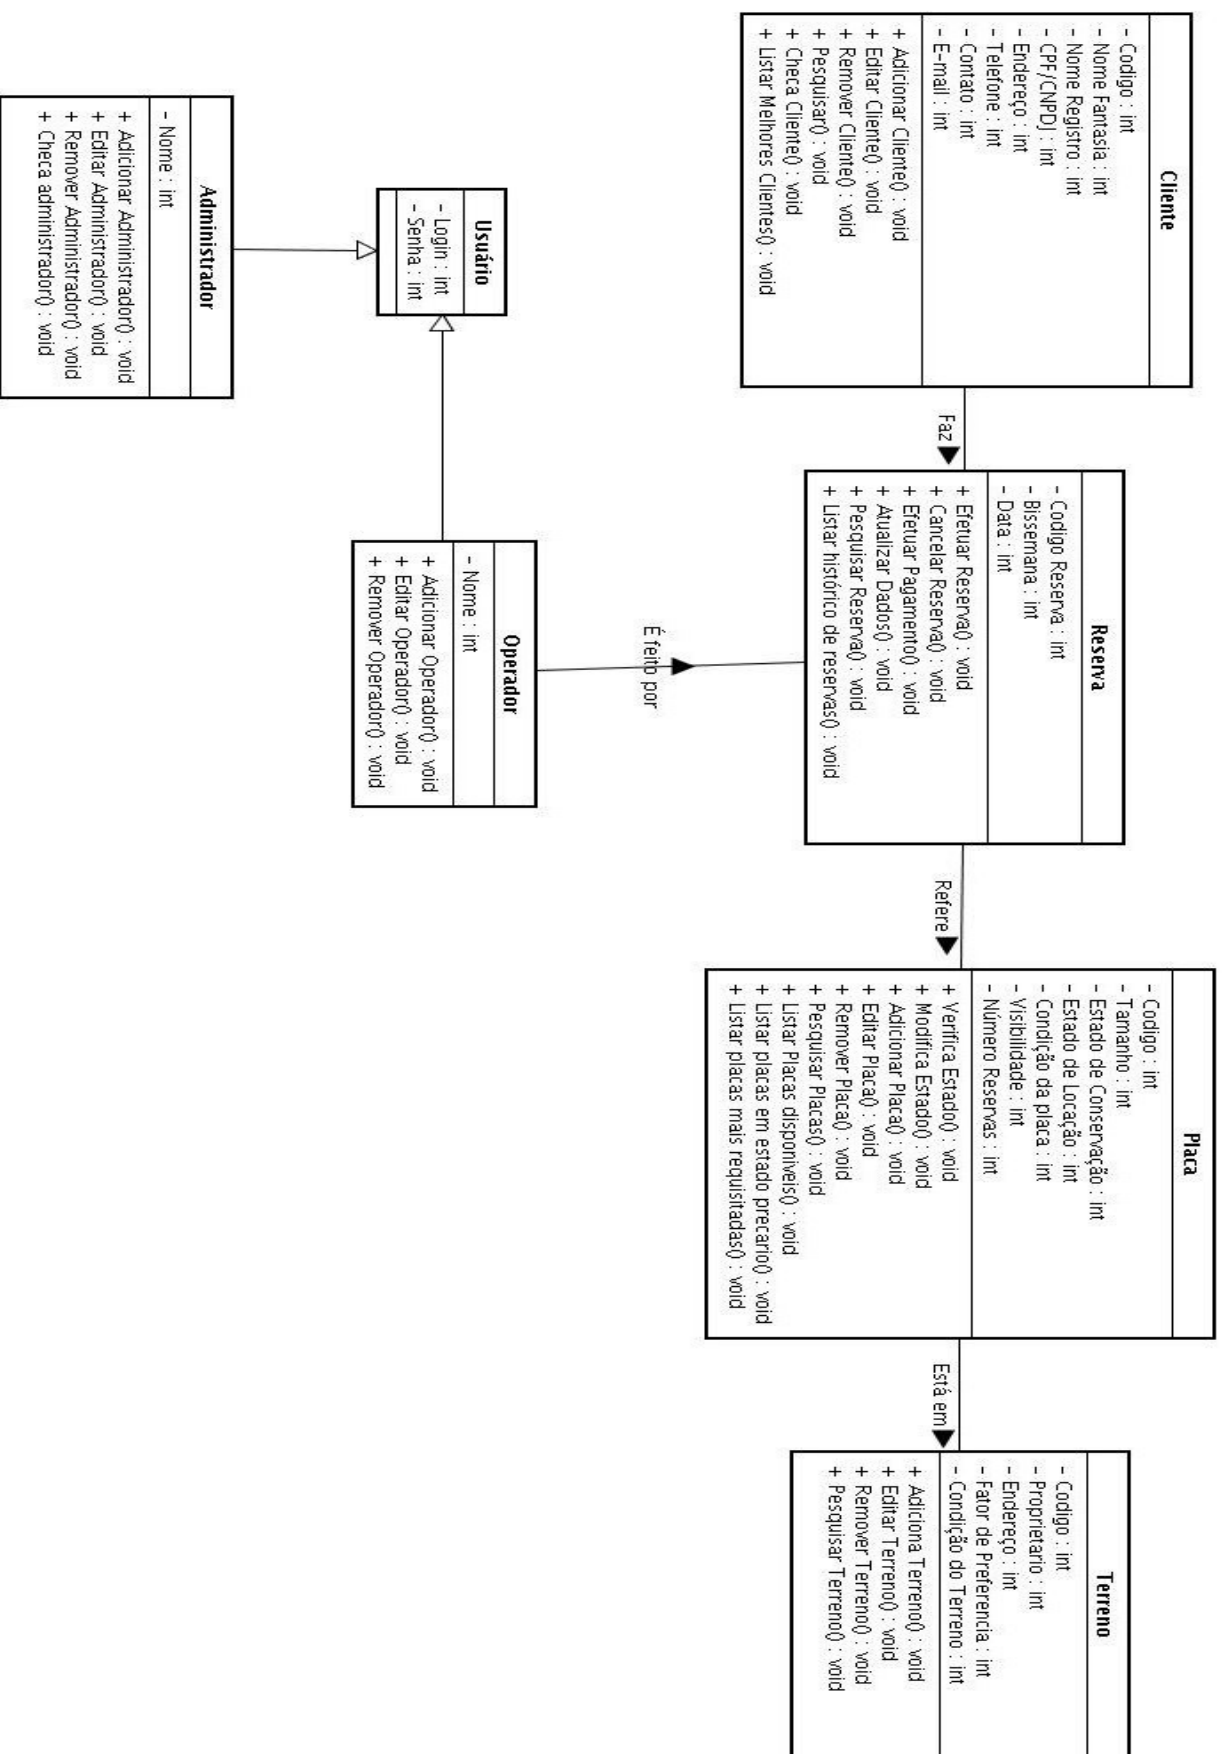 Cliente
- Codigo : int
- Nome Fantasia : int
- Nome Registro : int
- CPF/CNPDJ : int
- Endereço : int
- Telefone : int
- Contato : int
- E-mail : int
+ Adicionar Cliente() : void
+ Editar Cliente() : void
+ Remover Cliente() : void
+ Pesquisar() : void
+ Checa Cliente() : void
+ Listar Melhores Clientes() : void
Faz
Reserva
- Codigo Reserva : int
- Bissemana : int
- Data : int
+ Efetuar Reserva() : void
+ Cancelar Reserva() : void
+ Efetuar Pagamento() : void
+ Atualizar Dados() : void
+ Pesquisar Reserva() : void
+ Listar histórico de reservas() : void
Refere
Placa
- Codigo : int
- Tamanho : int
- Estado de Conservação : int
- Estado de Locação : int
- Condição da placa : int
- Visibilidade : int
- Número Reservas : int
+ Verifica Estado() : void
+ Modifica Estado() : void
+ Adicionar Placa() : void
+ Editar Placa() : void
+ Remover Placa() : void
+ Pesquisar Placas() : void
+ Listar Placas disponiveis() : void
+ Listar placas em estado precario() : void
+ Listar placas mais requisitadas() : void
Está em
Terreno
- Codigo : int
- Proprietario : int
- Endereço : int
- Fator de Preferencia : int
- Condição do Terreno : int
+ Adiciona Terreno() : void
+ Editar Terreno() : void
+ Remover Terreno() : void
+ Pesquisar Terreno() : void
É feito por
Usuário
- Login : int
- Senha : int
Operador
- Nome : int
+ Adicionar Operador() : void
+ Editar Operador() : void
+ Remover Operador() : void
Administrador
- Nome : int
+ Adicionar Administrador() : void
+ Editar Administrador() : void
+ Remover Administrador() : void
+ Checa administrador() : void